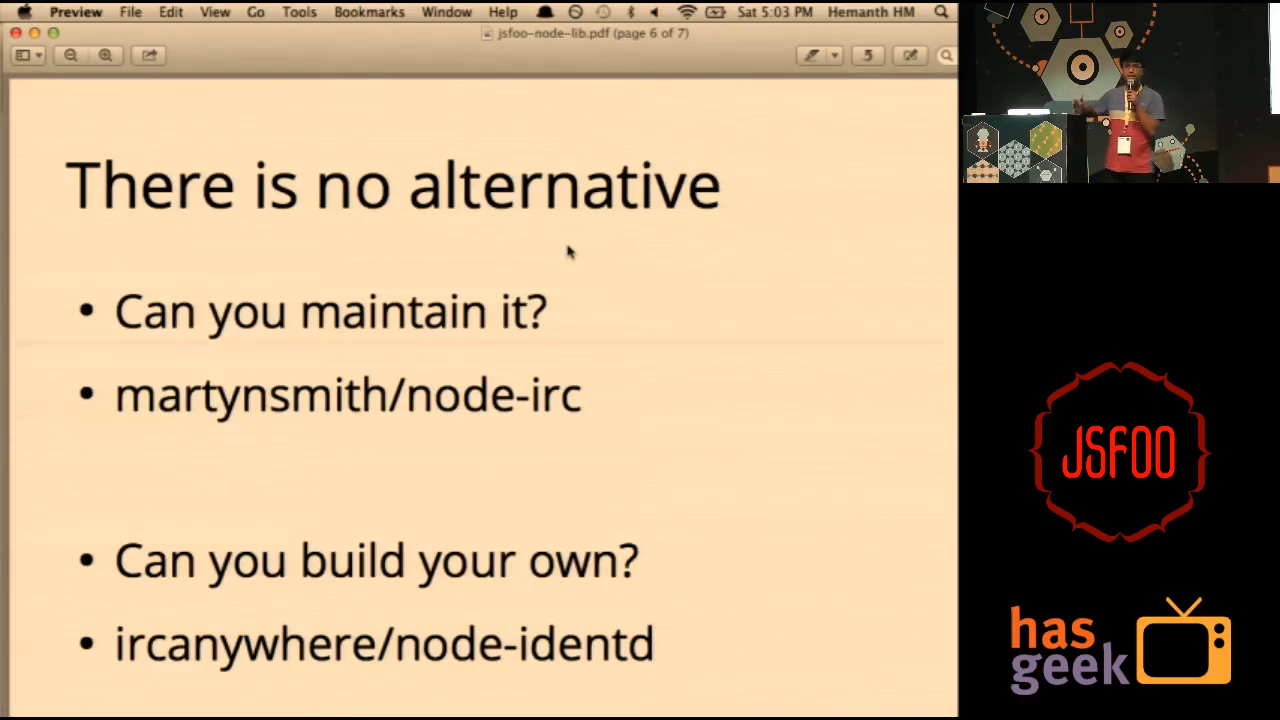 Preview File Edit View Go Tools Bookmarks Window Help Sat 5:03 PM Hemanth HM
jsfoo-node-lib.pdf (page 6 of 7)
There is no alternative
• Can you maintain it?
• martynsmith/node-irc
• Can you build your own?
• ircanywhere/node-identd
JSFOO
has
geek